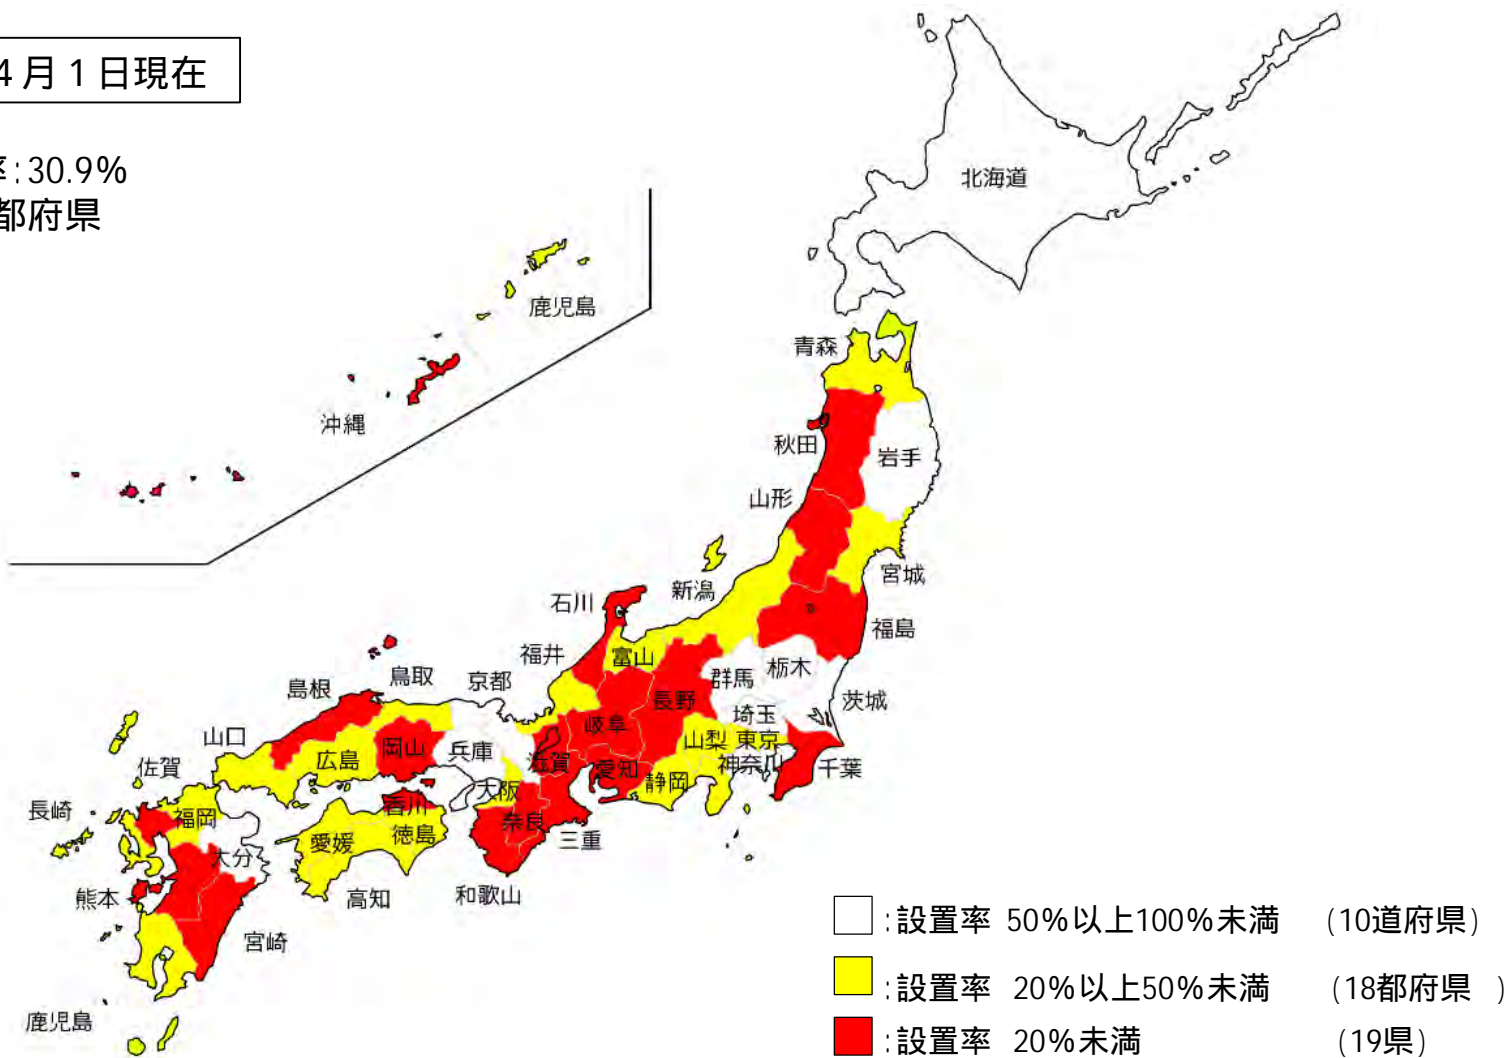 4月1日現在
率:30.9%
都府県
北海道
鹿児島
青森
沖縄
秋田
岩手
山形
宮城
新潟
石川
福島
福井
富山
栃木
鳥取
京都
群馬
島根
長野
茨城
埼玉
岐阜
山口
兵庫
岡山
広島
山梨
東京
滋賀
愛知
神奈川
千葉
佐賀
静岡
大阪
香川
長崎
福岡
奈良
徳島
三重
愛媛
大分
熊本
高知
和歌山
宮崎
鹿児島
:設置率 50%以上100%未満 (10道府県)
:設置率 20%以上50%未満 (18都府県 )
:設置率 20%未満 (19県)